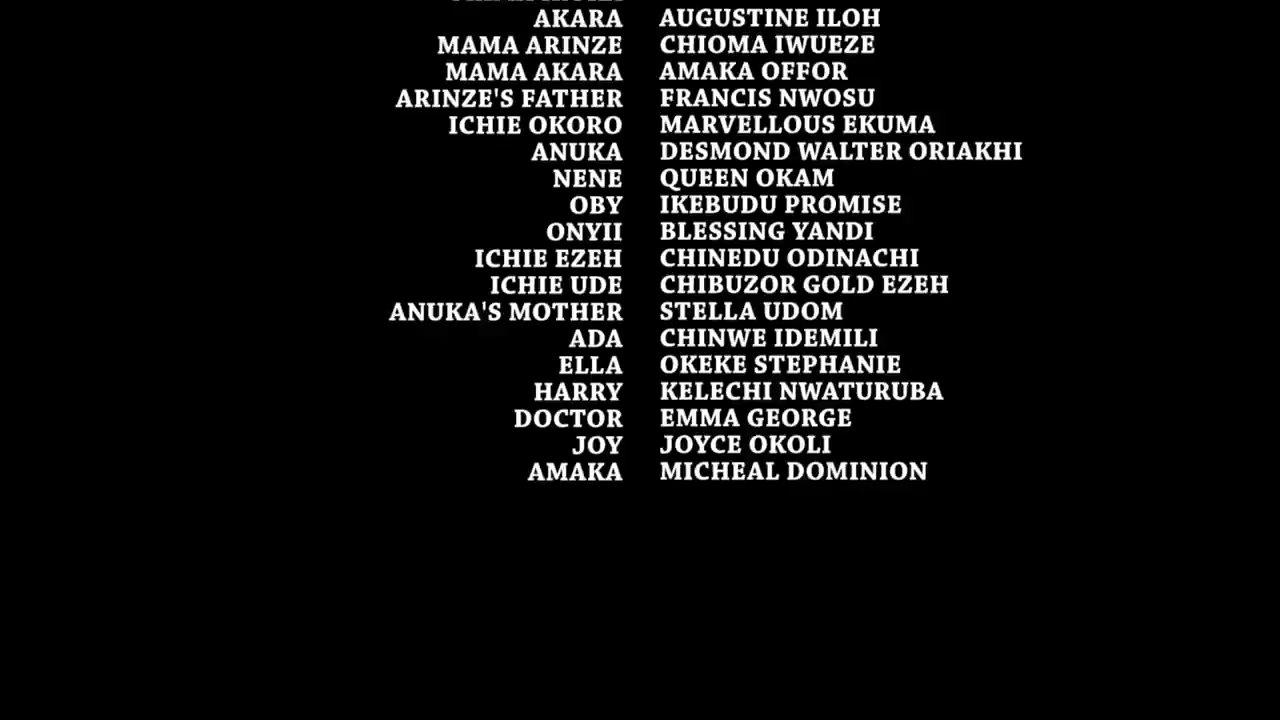 AKARA AUGUSTINE ILOH
MAMA ARINZE CHIOMA IWUEZE
MAMA AKARA AMAKA OFFOR
ARINZE'S FATHER FRANCIS NWOSU
ICHIE OKORO MARVELLOUS EKUMA
ANUKA DESMOND WALTER ORIAKHI
NENE QUEEN OKAM
OBY IKEBUDU PROMISE
ONYII BLESSING YANDI
ICHIE EZEH CHINEDU ODINACHI
ICHIE UDE CHIBUZOR GOLD EZEH
ANUKA'S MOTHER STELLA UDOM
ADA CHINWE IDEMILI
ELLA OKEKE STEPHANIE
HARRY KELECHI NWATURUBA
DOCTOR EMMA GEORGE
JOY JOYCE OKOLI
AMAKA MICHEAL DOMINION